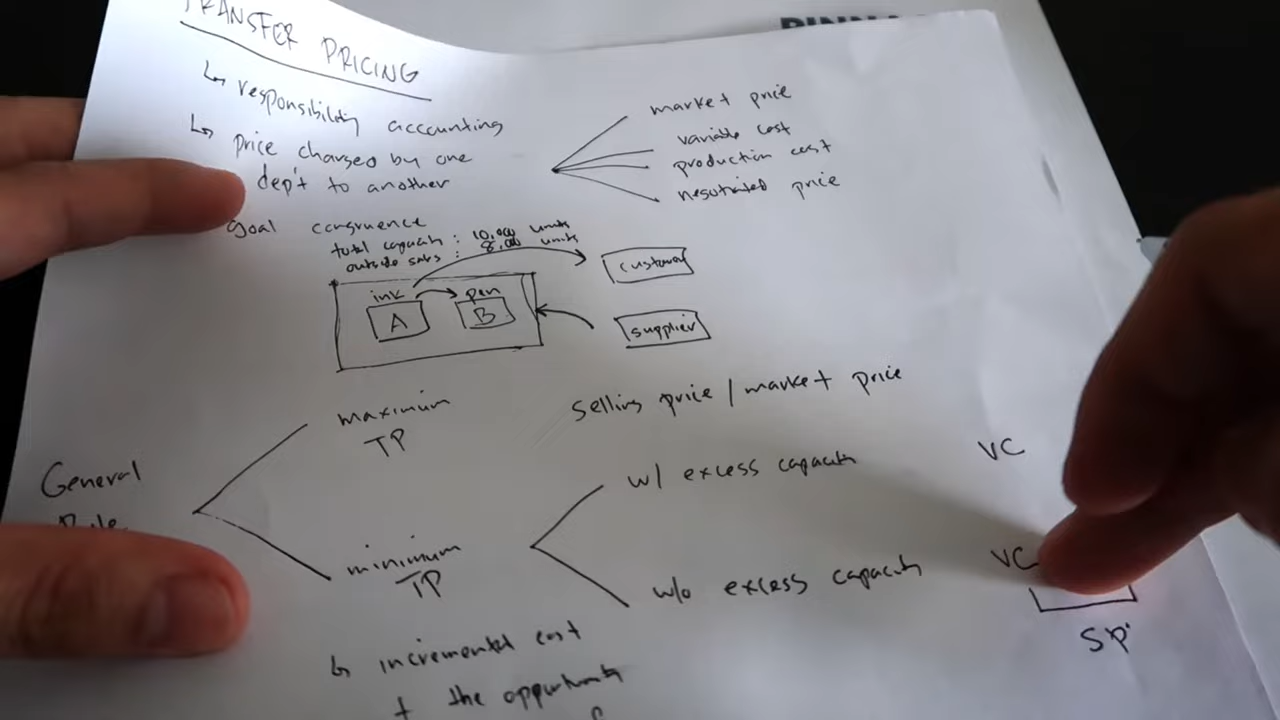 TRANSFER PRICING
responsibility accounting
price charged by one
dep't to another
goal congruence
market price
variable cost
production cost
negotiated price
total capacity : 10,000 units
outside sales : 8,000 units
ink pen
A B
customer
supplier
General
Rule
maximum
TP
selling price / market price
minimum
TP
w/ excess capacity
VC
w/o excess capacity
VC
SP
incremental cost
+ the opportunity